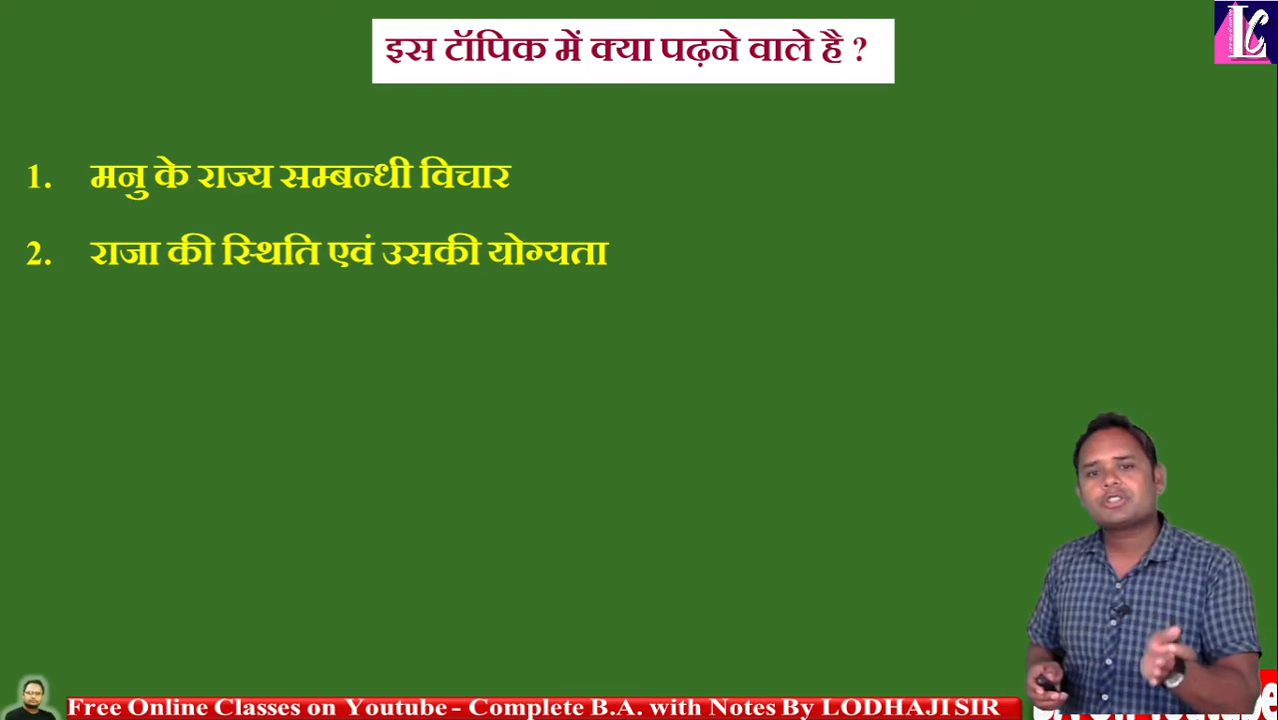 इस टॉपिक में क्या पढ़ने वाले है ?
LC
1. मनु के राज्य सम्बन्धी विचार
2. राजा की स्थिति एवं उसकी योग्यता
Free Online Classes on Youtube - Complete B.A. with Notes By LODHAJI SIR